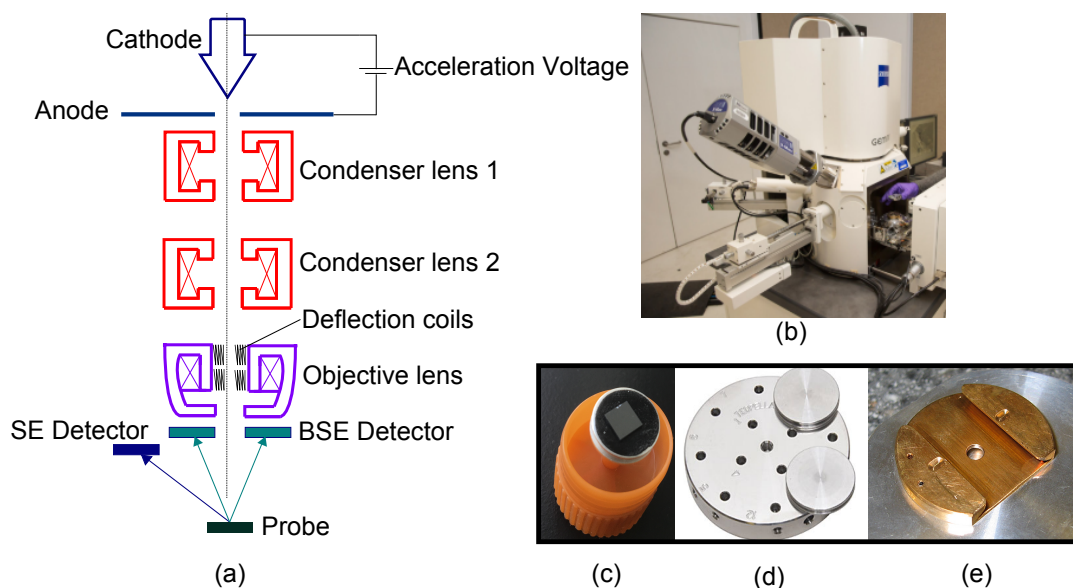 Cathode
Acceleration Voltage
Anode
Condenser lens 1
Condenser lens 2
Deflection coils
Objective lens
SE Detector
BSE Detector
Probe
(a)
ZEISS
(b)
(c)
(d)
(e)